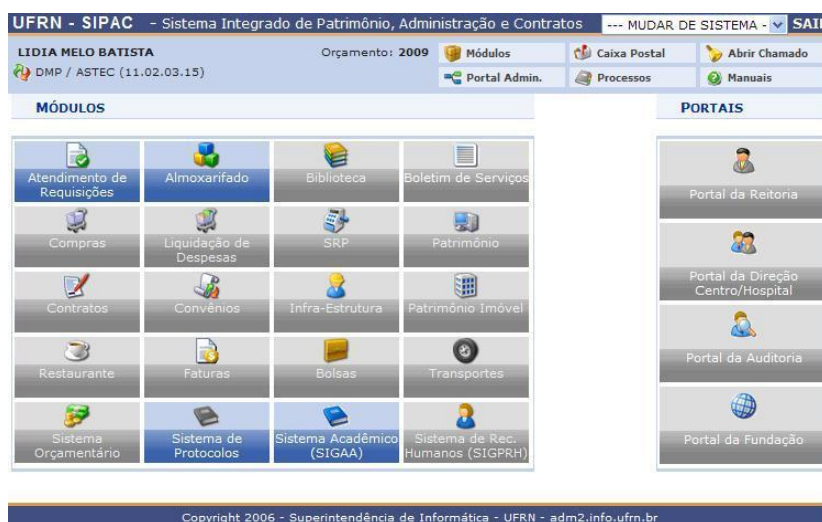 UFRN - SIPAC - Sistema Integrado de Patrimônio, Administração e Contratos --- MUDAR DE SISTEMA - SAI
LIDIA MELO BATISTA Orçamento: 2009 Módulos Caixa Postal Abrir Chamado
DMP / ASTEC (11.02.03.15) Portal Admin. Processos Manuais
MÓDULOS PORTAIS
Atendimento de Requisições
Almoxarifado
Biblioteca
Boletim de Serviços
Compras
Liquidação de Despesas
SRP
Patrimônio
Contratos
Convênios
Infra-Estrutura
Patrimônio Imóvel
Restaurante
Faturas
Bolsas
Transportes
Sistema Orçamentário
Sistema de Protocolos
Sistema Acadêmico (SIGAA)
Sistema de Rec. Humanos (SIGPRH)
Portal da Reitoria
Portal da Direção Centro/Hospital
Portal da Auditoria
Portal da Fundação
Copyright 2006 - Superintendência de Informática - UFRN - adm2.info.ufrn.br